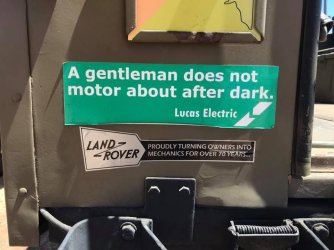 A gentleman does not
motor about after dark.
Lucas Electric
LAND
ROVER
PROUDLY TURNING OWNERS INTO
MECHANICS FOR OVER 70 YEARS...